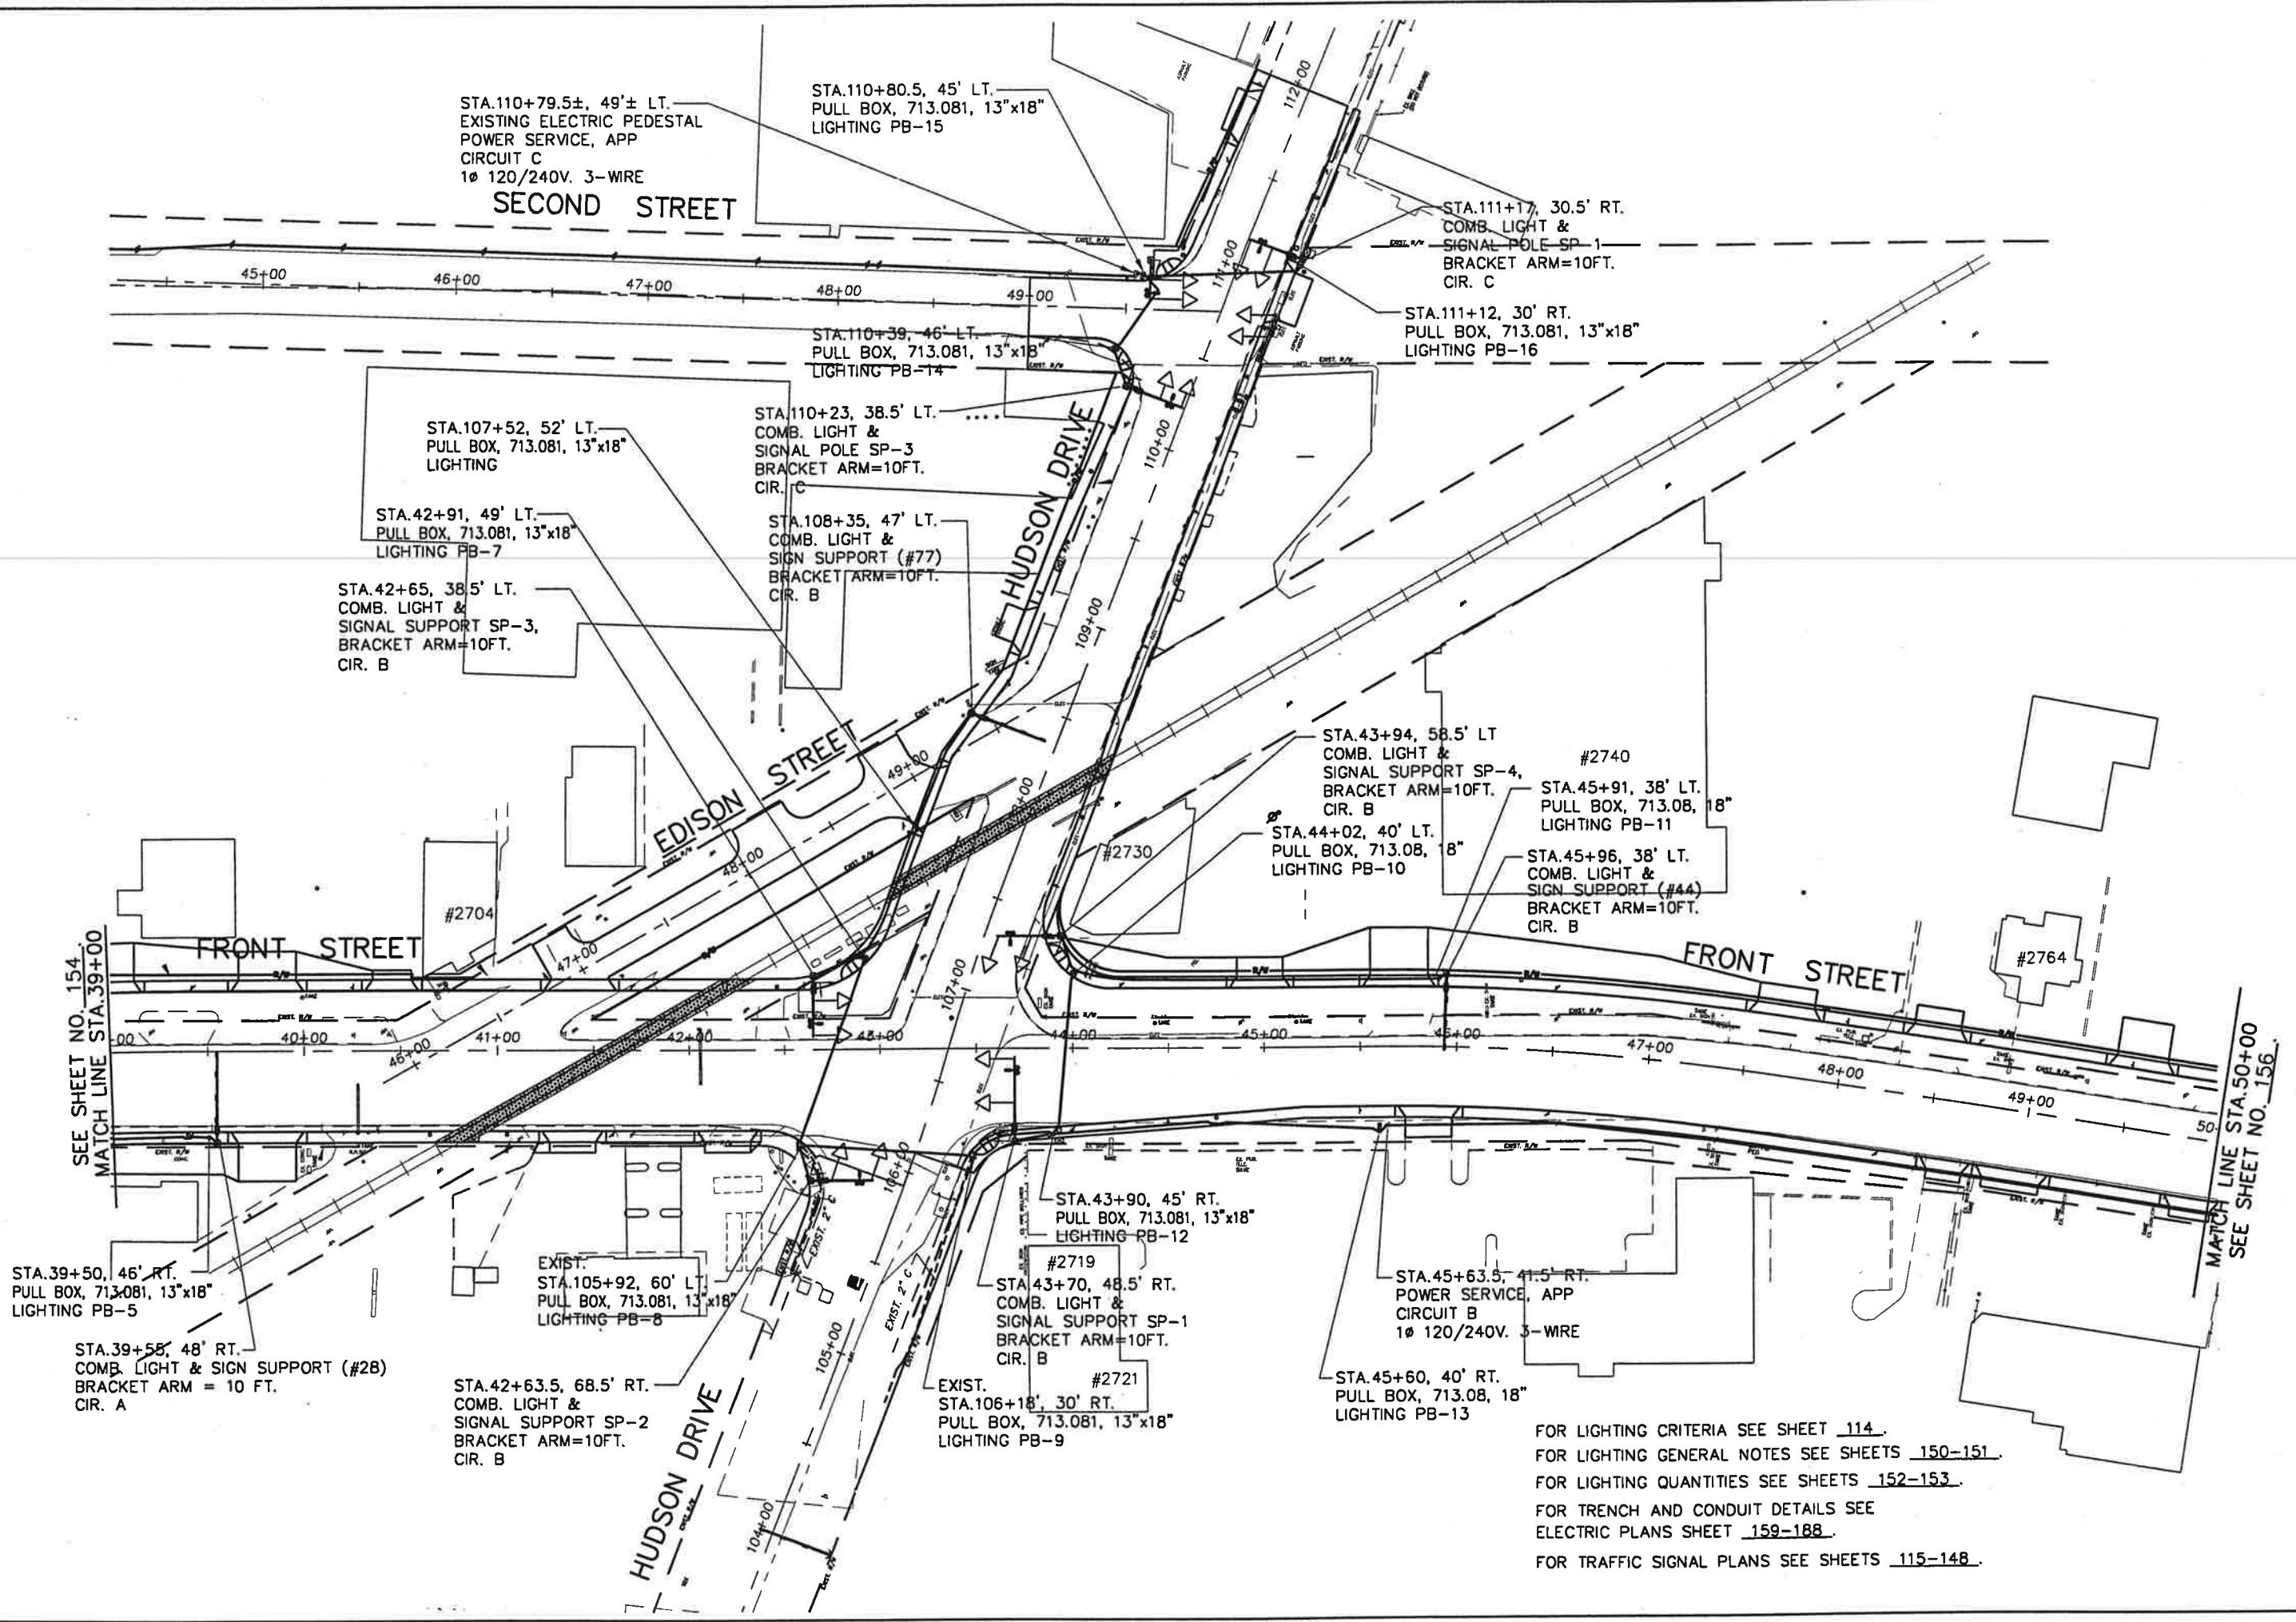 STA.110+79.5±, 49'± LT.
EXISTING ELECTRIC PEDESTAL
POWER SERVICE, APP
CIRCUIT C
1ø 120/240V. 3-WIRE
STA.110+80.5, 45' LT.
PULL BOX, 713.081, 13"x18"
LIGHTING PB-15
112+00
SECOND STREET
STA.111+17, 30.5' RT.
COMB. LIGHT &
SIGNAL POLE SP-1
BRACKET ARM=10FT.
CIR. C
EXIST. R/W
EXIST. R/W
45+00
46+00
47+00
48+00
49+00
111+00
STA.111+12, 30' RT.
PULL BOX, 713.081, 13"x18"
LIGHTING PB-16
STA.110+39, 46' LT.
PULL BOX, 713.081, 13"x18"
LIGHTING PB-14
EXIST. R/W
EXIST. R/W
STA.110+23, 38.5' LT.
COMB. LIGHT &
SIGNAL POLE SP-3
BRACKET ARM=10FT.
CIR. C
110+00
HUDSON DRIVE
STA.107+52, 52' LT.
PULL BOX, 713.081, 13"x18"
LIGHTING
STA.42+91, 49' LT.
PULL BOX, 713.081, 13"x18"
LIGHTING PB-7
STA.108+35, 47' LT.
COMB. LIGHT &
SIGN SUPPORT (#77)
BRACKET ARM=10FT.
CIR. B
STA.42+65, 38.5' LT.
COMB. LIGHT &
SIGNAL SUPPORT SP-3,
BRACKET ARM=10FT.
CIR. B
109+00
EDISON STREET
49+00
48+00
47+00
46+00
STA.43+94, 58.5' LT
COMB. LIGHT &
SIGNAL SUPPORT SP-4,
BRACKET ARM=10FT.
CIR. B
#2740
STA.45+91, 38' LT.
PULL BOX, 713.08, 18"
LIGHTING PB-11
STA.44+02, 40' LT.
PULL BOX, 713.08, 18"
LIGHTING PB-10
STA.45+96, 38' LT.
COMB. LIGHT &
SIGN SUPPORT (#44)
BRACKET ARM=10FT.
CIR. B
#2730
#2704
#2764
SEE SHEET NO. 154.
MATCH LINE STA.39+00
FRONT STREET
FRONT STREET
107+00
00
40+00
41+00
42+00
43+00
44+00
45+00
46+00
47+00
48+00
49+00
50
MATCH LINE STA.50+00
SEE SHEET NO. 156.
106+00
STA.39+50, 46' RT.
PULL BOX, 713.081, 13"x18"
LIGHTING PB-5
STA.39+55, 48' RT.
COMB. LIGHT & SIGN SUPPORT (#28)
BRACKET ARM = 10 FT.
CIR. A
EXIST.
STA.105+92, 60' LT.
PULL BOX, 713.081, 13"x18"
LIGHTING PB-8
EXIST. 2" C
EXIST. 2" C
STA.43+90, 45' RT.
PULL BOX, 713.081, 13"x18"
LIGHTING PB-12
#2719
STA.43+70, 48.5' RT.
COMB. LIGHT &
SIGNAL SUPPORT SP-1
BRACKET ARM=10FT.
CIR. B
#2721
STA.45+63.5, 41.5' RT.
POWER SERVICE, APP
CIRCUIT B
1ø 120/240V. 3-WIRE
STA.42+63.5, 68.5' RT.
COMB. LIGHT &
SIGNAL SUPPORT SP-2
BRACKET ARM=10FT.
CIR. B
105+00
EXIST.
STA.106+18', 30' RT.
PULL BOX, 713.081, 13"x18"
LIGHTING PB-9
STA.45+60, 40' RT.
PULL BOX, 713.08, 18"
LIGHTING PB-13
HUDSON DRIVE
104+00
FOR LIGHTING CRITERIA SEE SHEET 114.
FOR LIGHTING GENERAL NOTES SEE SHEETS 150-151.
FOR LIGHTING QUANTITIES SEE SHEETS 152-153.
FOR TRENCH AND CONDUIT DETAILS SEE
ELECTRIC PLANS SHEET 159-188.
FOR TRAFFIC SIGNAL PLANS SEE SHEETS 115-148.